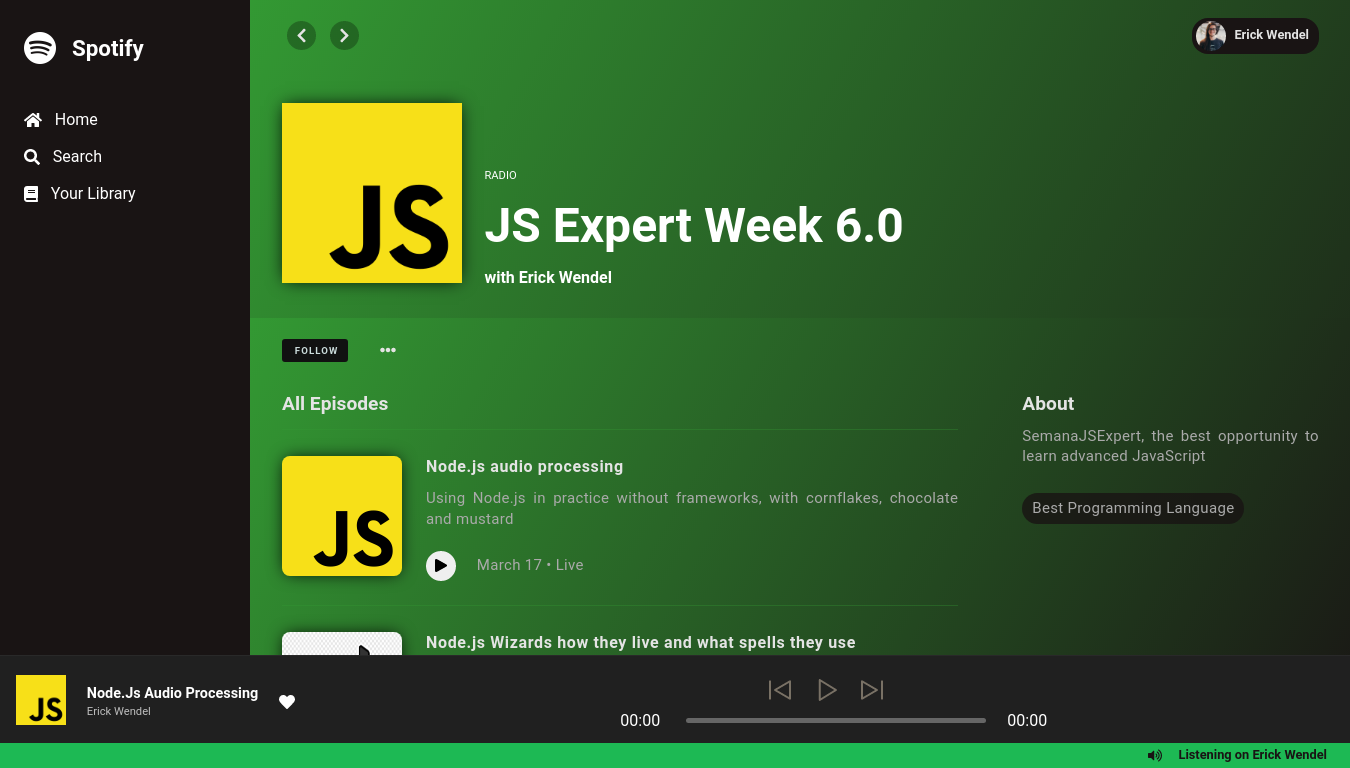 Spotify
Home
Search
Your Library
Erick Wendel
JS
RADIO
JS Expert Week 6.0
with Erick Wendel
FOLLOW
All Episodes
JS
Node.js audio processing
Using Node.js in practice without frameworks, with cornflakes, chocolate
and mustard
March 17 • Live
Node.js Wizards how they live and what spells they use
About
SemanaJSExpert, the best opportunity to
learn advanced JavaScript
Best Programming Language
JS
Node.Js Audio Processing
Erick Wendel
00:00
00:00
Listening on Erick Wendel